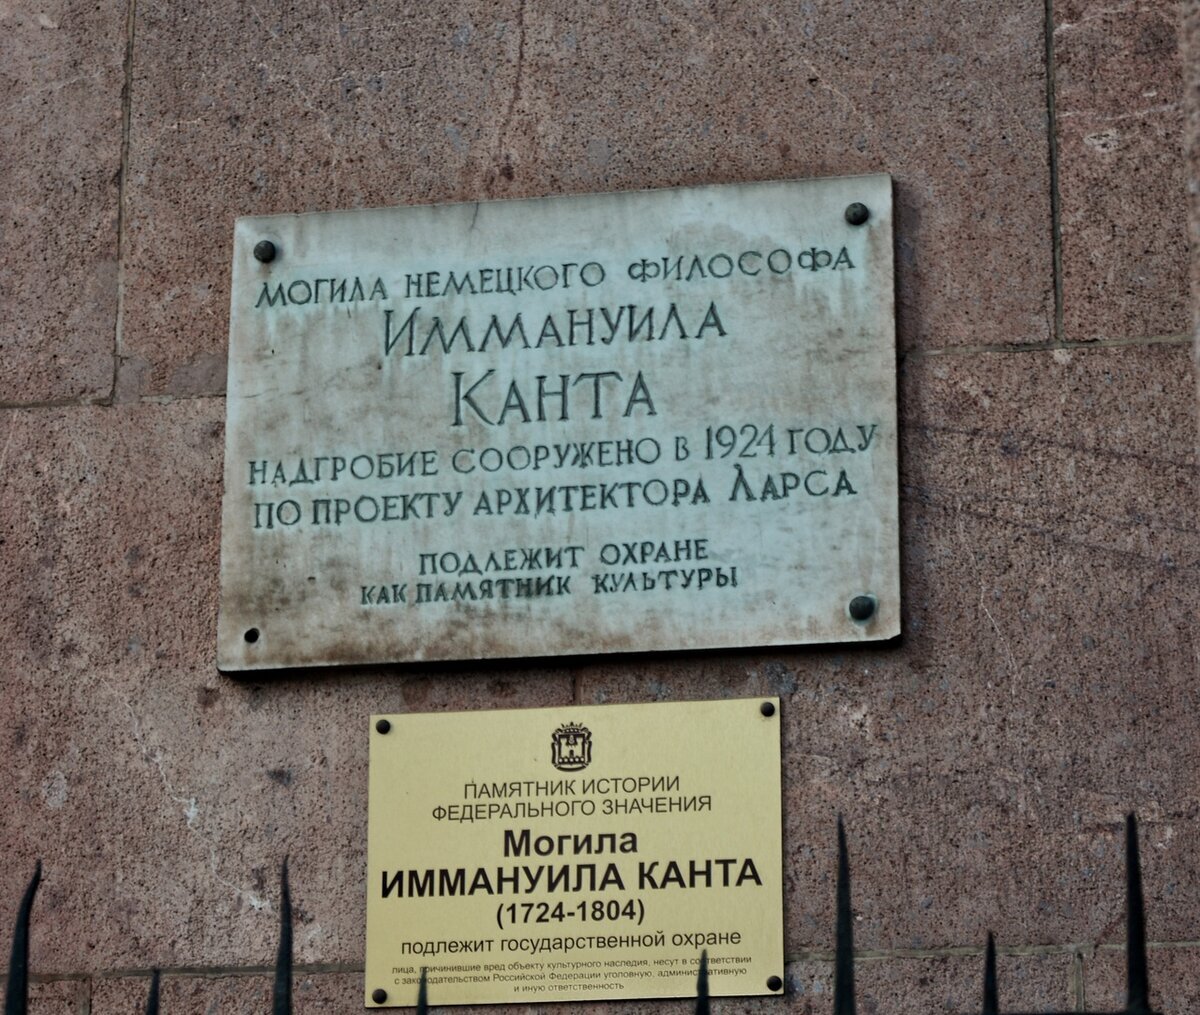 МОГИЛА НЕМЕЦКОГО ФИЛОСОФА
ИММАНУИЛА
КАНТА
НАДГРОБИЕ СООРУЖЕНО В 1924 ГОДУ
ПО ПРОЕКТУ АРХИТЕКТОРА ЛАРСА
ПОДЛЕЖИТ ОХРАНЕ
КАК ПАМЯТНИК КУЛЬТУРЫ
ПАМЯТНИК ИСТОРИИ
ФЕДЕРАЛЬНОГО ЗНАЧЕНИЯ
Могила
ИММАНУИЛА КАНТА
(1724-1804)
подлежит государственной охране
лица, причинившие вред объекту культурного наследия, несут в соответствии
с законодательством Российской Федерации уголовную, административную
и иную ответственность